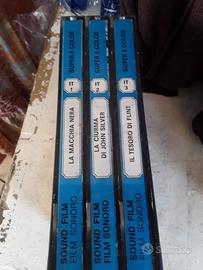 SUPER 8 COLOR
IT 1
LA MACCHIA NERA
SOUND FILM
FILM SONORO
SUPER 8 COLOR
IT 2
LA CIURMA
DI JOHN SILVER
SOUND FILM
FILM SONORO
SUPER 8 COLOR
IT 3
IL TESORO DI FLINT
SOUND FILM
FILM SONORO